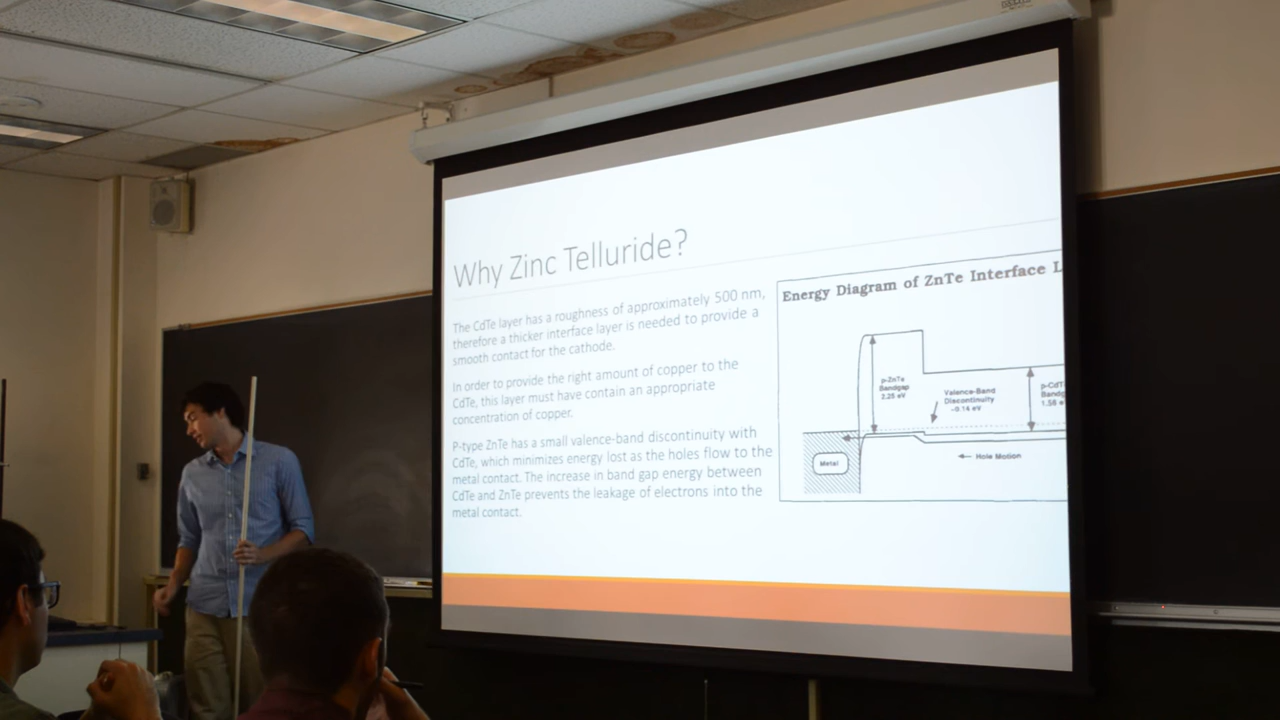 Why Zinc Telluride?
The CdTe layer has a roughness of approximately 500 nm,
therefore a thicker interface layer is needed to provide a
smooth contact for the cathode.
In order to provide the right amount of copper to the
CdTe, this layer must have contain an appropriate
concentration of copper.
P-type ZnTe has a small valence-band discontinuity with
CdTe, which minimizes energy lost as the holes flow to the
metal contact. The increase in band gap energy between
CdTe and ZnTe prevents the leakage of electrons into the
metal contact.
Energy Diagram of ZnTe Interface L
p-ZnTe
Bandgap
2.25 eV
Valence-Band
Discontinuity
~0.14 eV
p-CdT
Bandg
1.58 e
Metal
Hole Motion